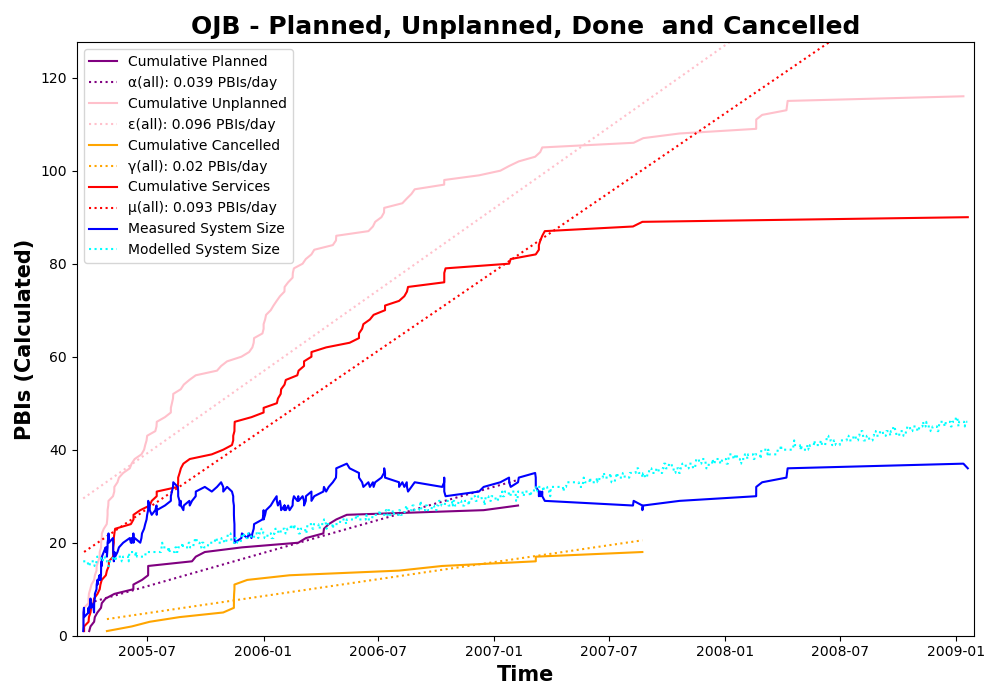 OJB - Planned, Unplanned, Done  and Cancelled
Cumulative Planned
α(all): 0.039 PBIs/day
Cumulative Unplanned
ε(all): 0.096 PBIs/day
Cumulative Cancelled
γ(all): 0.02 PBIs/day
Cumulative Services
μ(all): 0.093 PBIs/day
Measured System Size
Modelled System Size
PBIs (Calculated)
120
100
80
60
40
20
0
2005-07
2006-01
2006-07
2007-01
2007-07
2008-01
2008-07
2009-01
Time